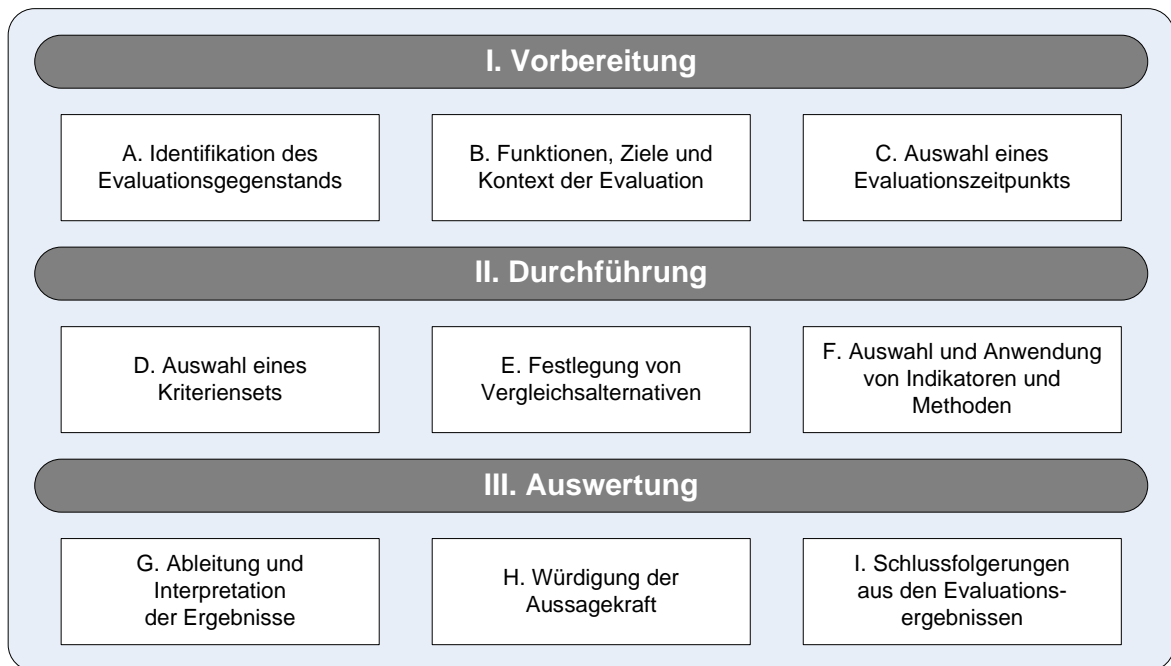 I. Vorbereitung
A. Identifikation des
Evaluationsgegenstands
B. Funktionen, Ziele und
Kontext der Evaluation
C. Auswahl eines
Evaluationszeitpunkts
II. Durchführung
D. Auswahl eines
Kriteriensets
E. Festlegung von
Vergleichsalternativen
F. Auswahl und Anwendung
von Indikatoren und
Methoden
III. Auswertung
G. Ableitung und
Interpretation
der Ergebnisse
H. Würdigung der
Aussagekraft
I. Schlussfolgerungen
aus den Evaluations-
ergebnissen